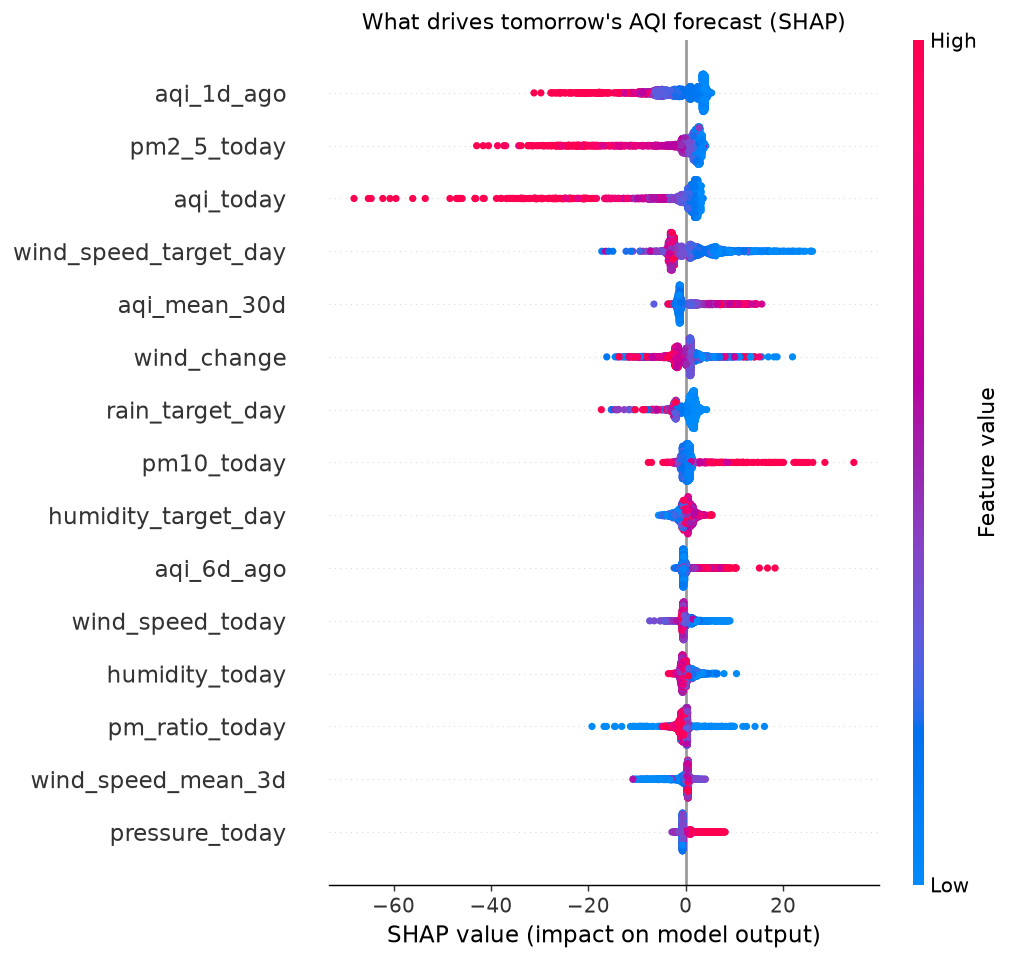 What drives tomorrow's AQI forecast (SHAP)
High
aqi_1d_ago
pm2_5_today
aqi_today
wind_speed_target_day
aqi_mean_30d
wind_change
rain_target_day
pm10_today
humidity_target_day
aqi_6d_ago
wind_speed_today
humidity_today
pm_ratio_today
wind_speed_mean_3d
pressure_today
Feature value
Low
−60 −40 −20 0 20
SHAP value (impact on model output)